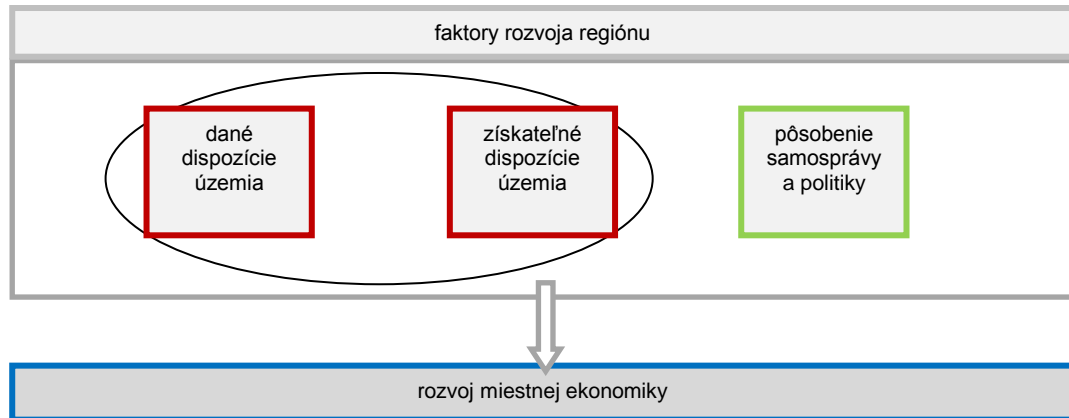 faktory rozvoja regiónu
dané
dispozície
územia
získateľné
dispozície
územia
pôsobenie
samosprávy
a politiky
rozvoj miestnej ekonomiky